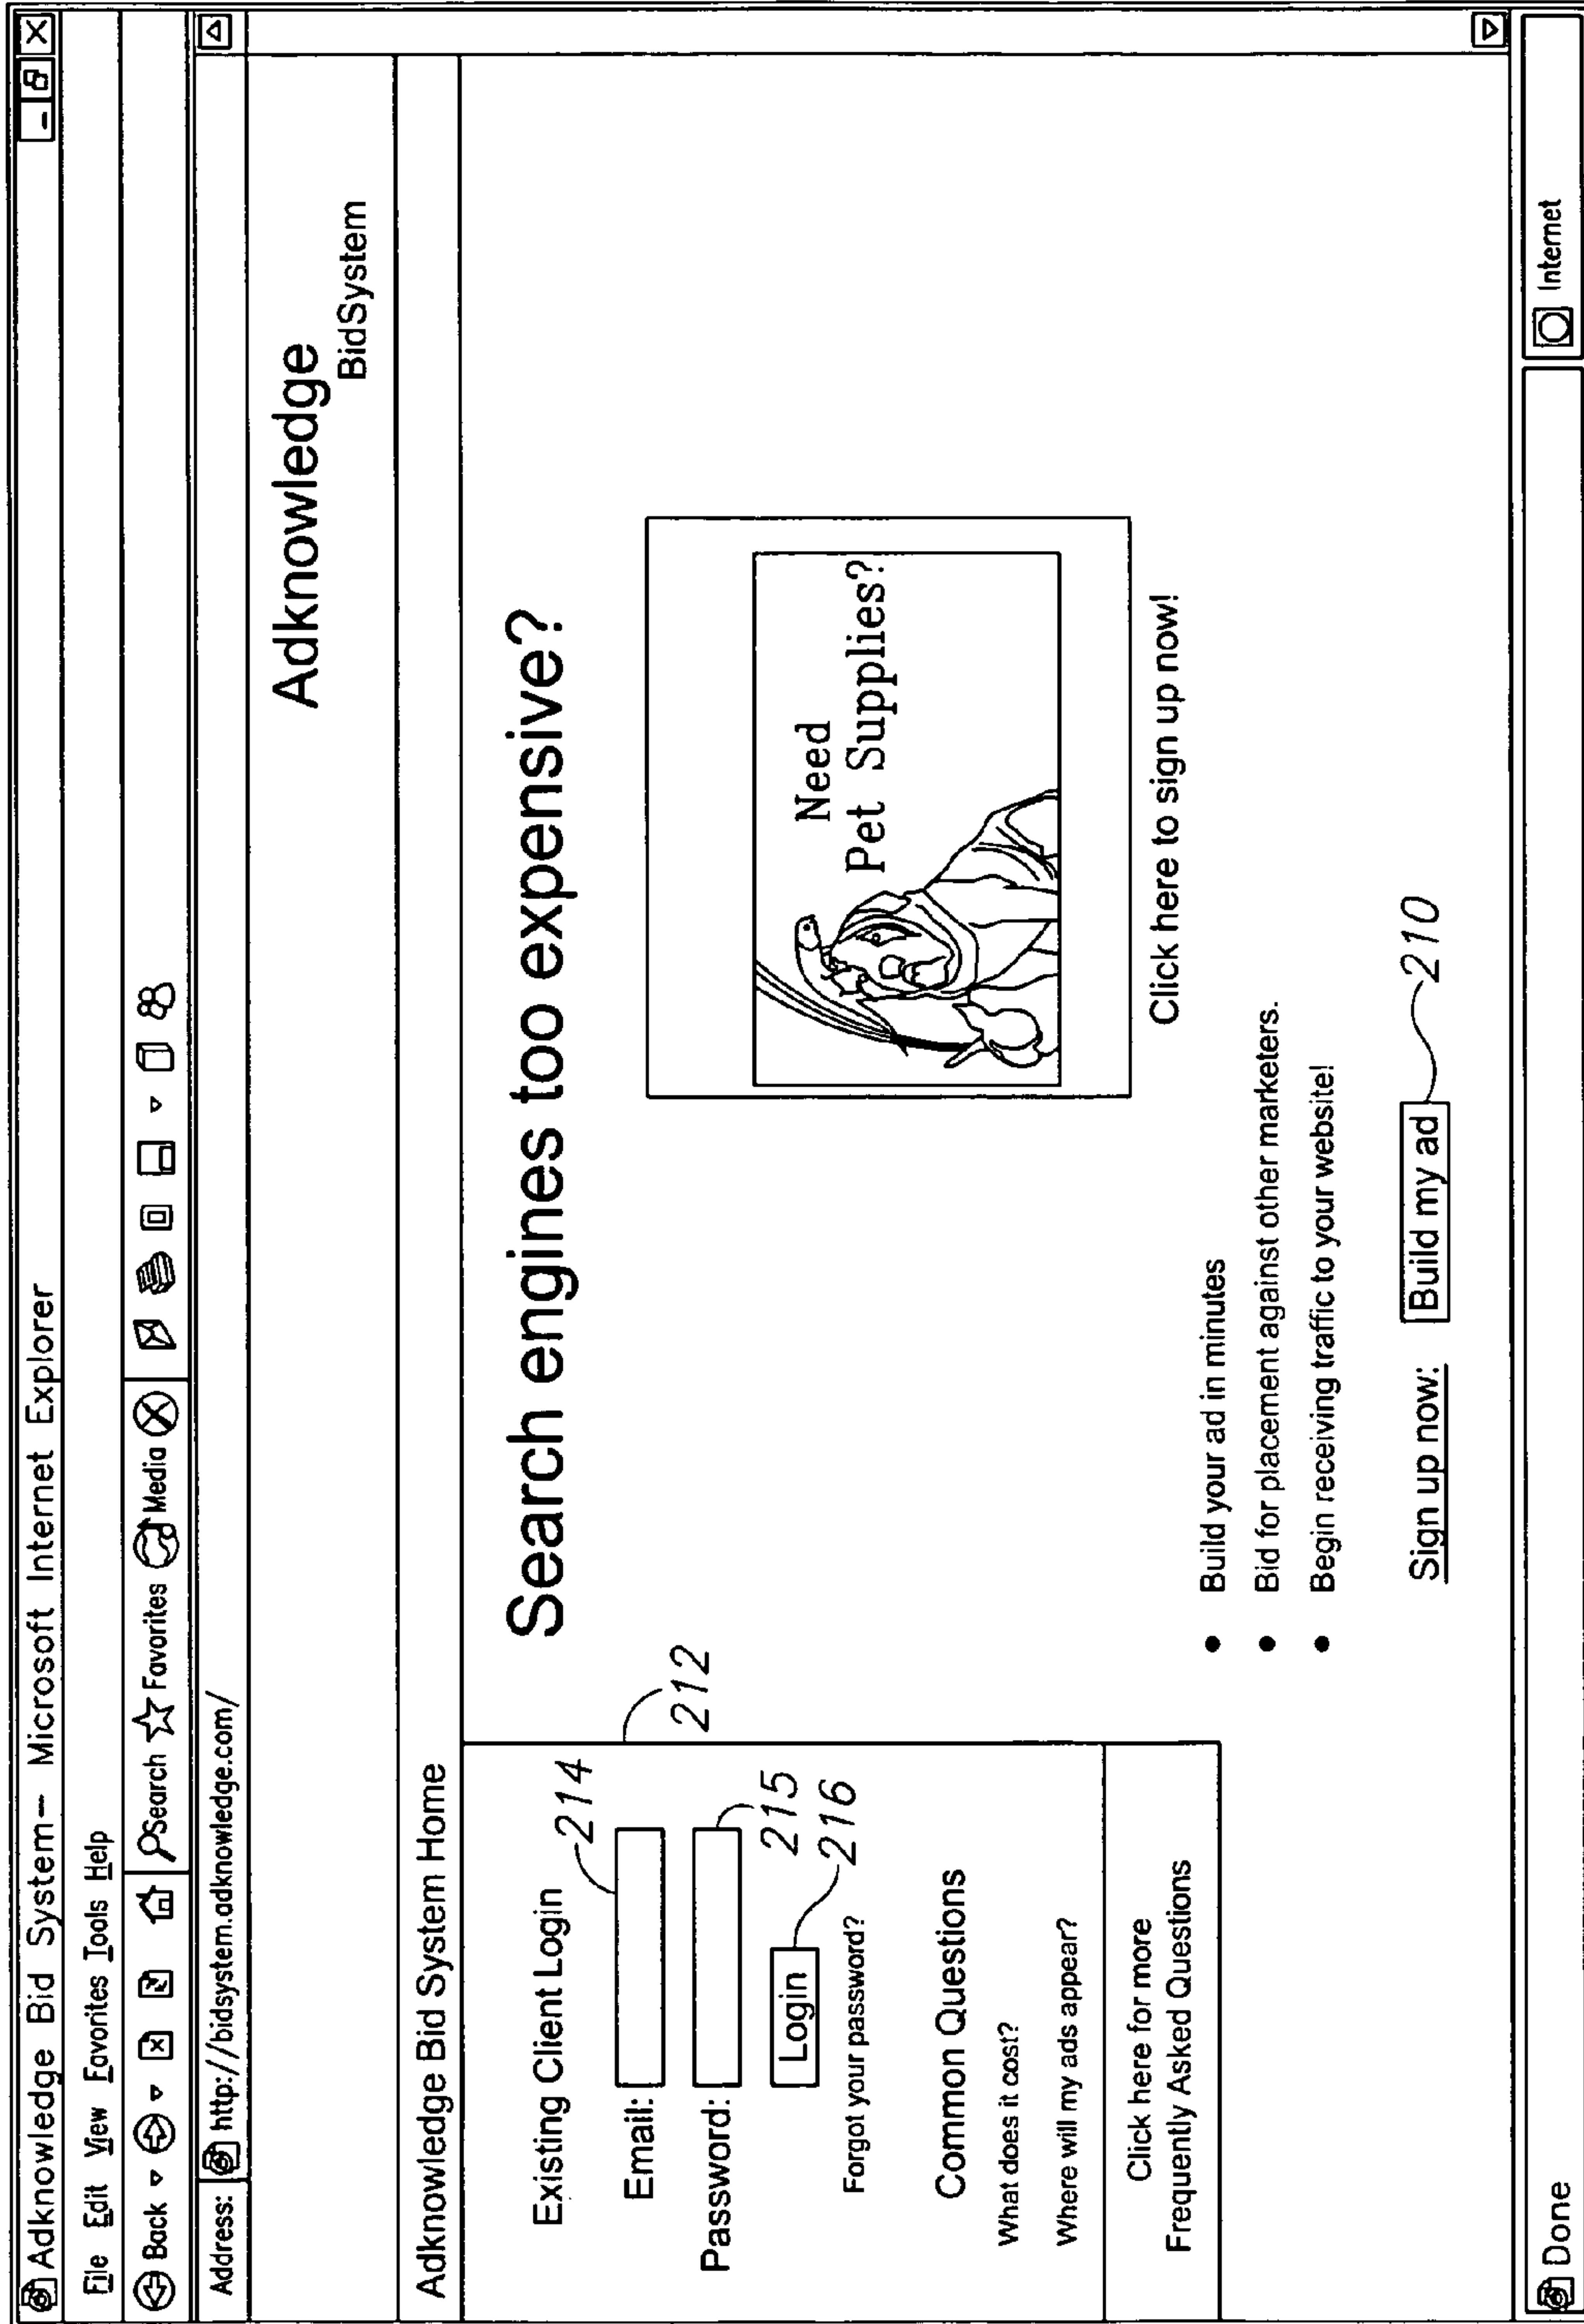 Adknowledge Bid System-- Microsoft Internet Explorer
File Edit View Favorites Tools Help
Back Search Favorites Media
Address: http://bidsystem.adknowledge.com/
Adknowledge
BidSystem
Adknowledge Bid System Home
Existing Client Login
214
Email:
212
Password:
215
Login
216
Forgot your password?
Common Questions
What does it cost?
Where will my ads appear?
Click here for more
Frequently Asked Questions
Search engines too expensive?
Need
Pet Supplies?
Click here to sign up now!
• Build your ad in minutes
• Bid for placement against other marketers.
• Begin receiving traffic to your website!
Sign up now: Build my ad 210
Done Internet